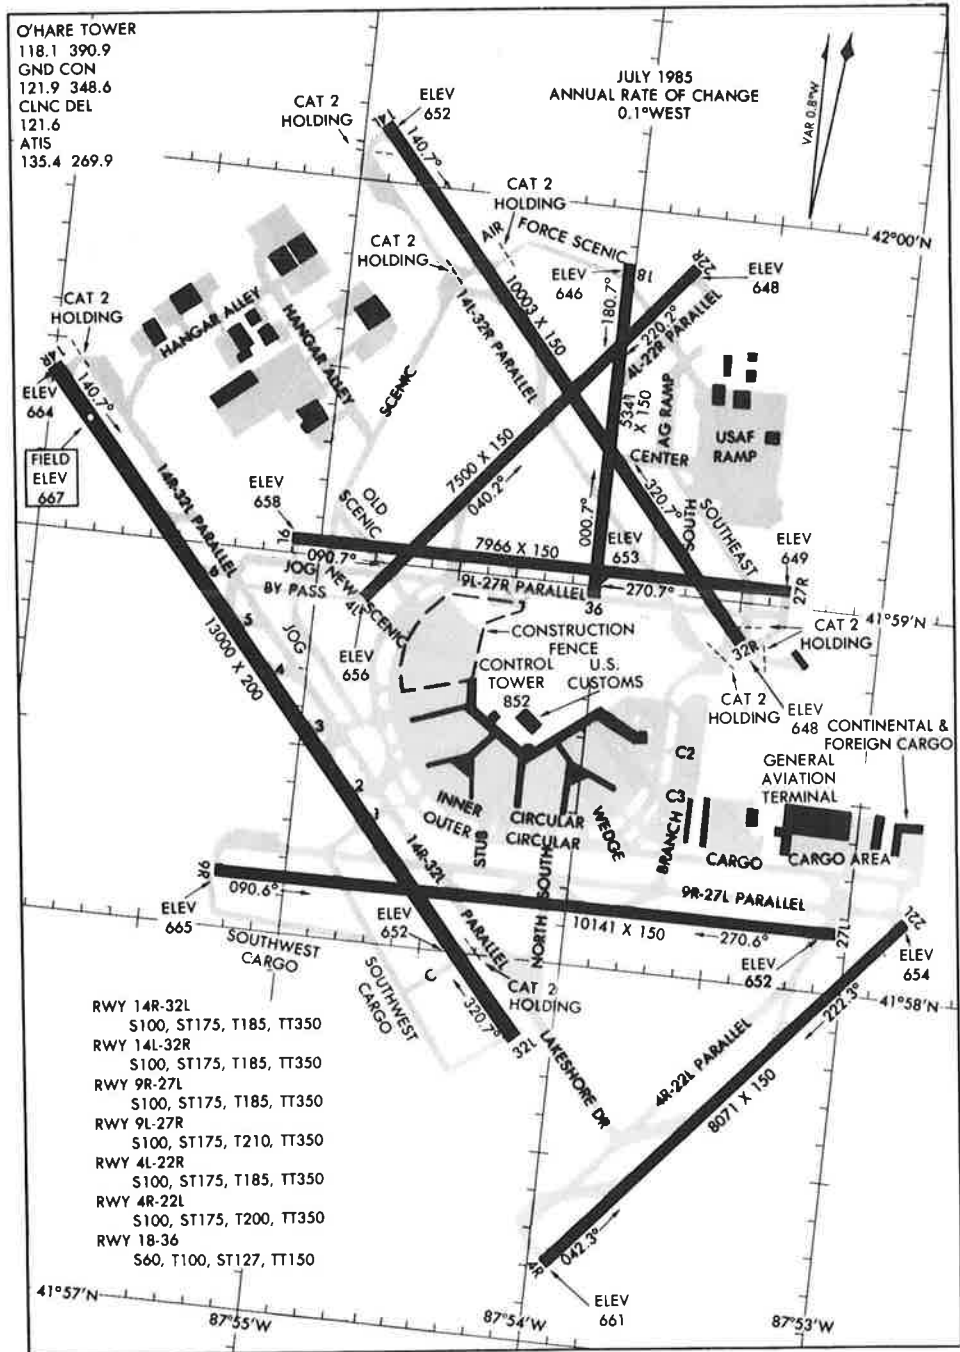 O'HARE TOWER
118.1 390.9
GND CON
121.9 348.6
CLNC DEL
121.6
ATIS
135.4 269.9
JULY 1985
ANNUAL RATE OF CHANGE
0.1°WEST
VAR 0.8°W
CAT 2
HOLDING
14L
ELEV
652
140.7°
CAT 2
HOLDING
AIR FORCE SCENIC
42°00'N
CAT 2
HOLDING
ELEV
646
18
22R
ELEV
648
10003 X 150
180.7°
220.2°
14L-32R PARALLEL
4L-22R PARALLEL
CAT 2
HOLDING
HANGAR ALLEY
HANGAR ALLEY
SCENIC
14R
140.7°
ELEV
664
FIELD
ELEV
667
5341
X 150
AG RAMP
USAF
RAMP
CENTER
7500 X 150
040.2°
320.7°
000.7°
SOUTH
SOUTHEAST
14R-32L PARALLEL
ELEV
658
OLD
SCENIC
9L
090.7°
7966 X 150
ELEV
653
ELEV
649
270.7°
27R
JOG
BY PASS
NEW SCENIC
4L
9L-27R PARALLEL
36
41°59'N
6
5
4
3
2
1
JOG
13000 X 200
ELEV
656
CONSTRUCTION
FENCE
CONTROL
TOWER
852
U.S.
CUSTOMS
32R
CAT 2
HOLDING
CAT 2
HOLDING
ELEV
648
CONTINENTAL &
FOREIGN CARGO
C2
C3
GENERAL
AVIATION
TERMINAL
INNER
OUTER
STUB
CIRCULAR
CIRCULAR
WEDGE
BRANCH
CARGO
CARGO AREA
14R-32L
PARALLEL
NORTH SOUTH
9R-27L PARALLEL
9R
090.6°
ELEV
665
ELEV
652
10141 X 150
270.6°
27L
ELEV
652
22L
ELEV
654
SOUTHWEST
CARGO
SOUTHWEST
CARGO
C
CAT 2
HOLDING
320.7°
32L
41°58'N
222.3°
LAKESHORE DR
4R-22L PARALLEL
8071 X 150
RWY 14R-32L
S100, ST175, T185, TT350
RWY 14L-32R
S100, ST175, T185, TT350
RWY 9R-27L
S100, ST175, T185, TT350
RWY 9L-27R
S100, ST175, T210, TT350
RWY 4L-22R
S100, ST175, T185, TT350
RWY 4R-22L
S100, ST175, T200, TT350
RWY 18-36
S60, T100, ST127, TT150
042.3°
4R
ELEV
661
41°57'N
87°55'W
87°54'W
87°53'W